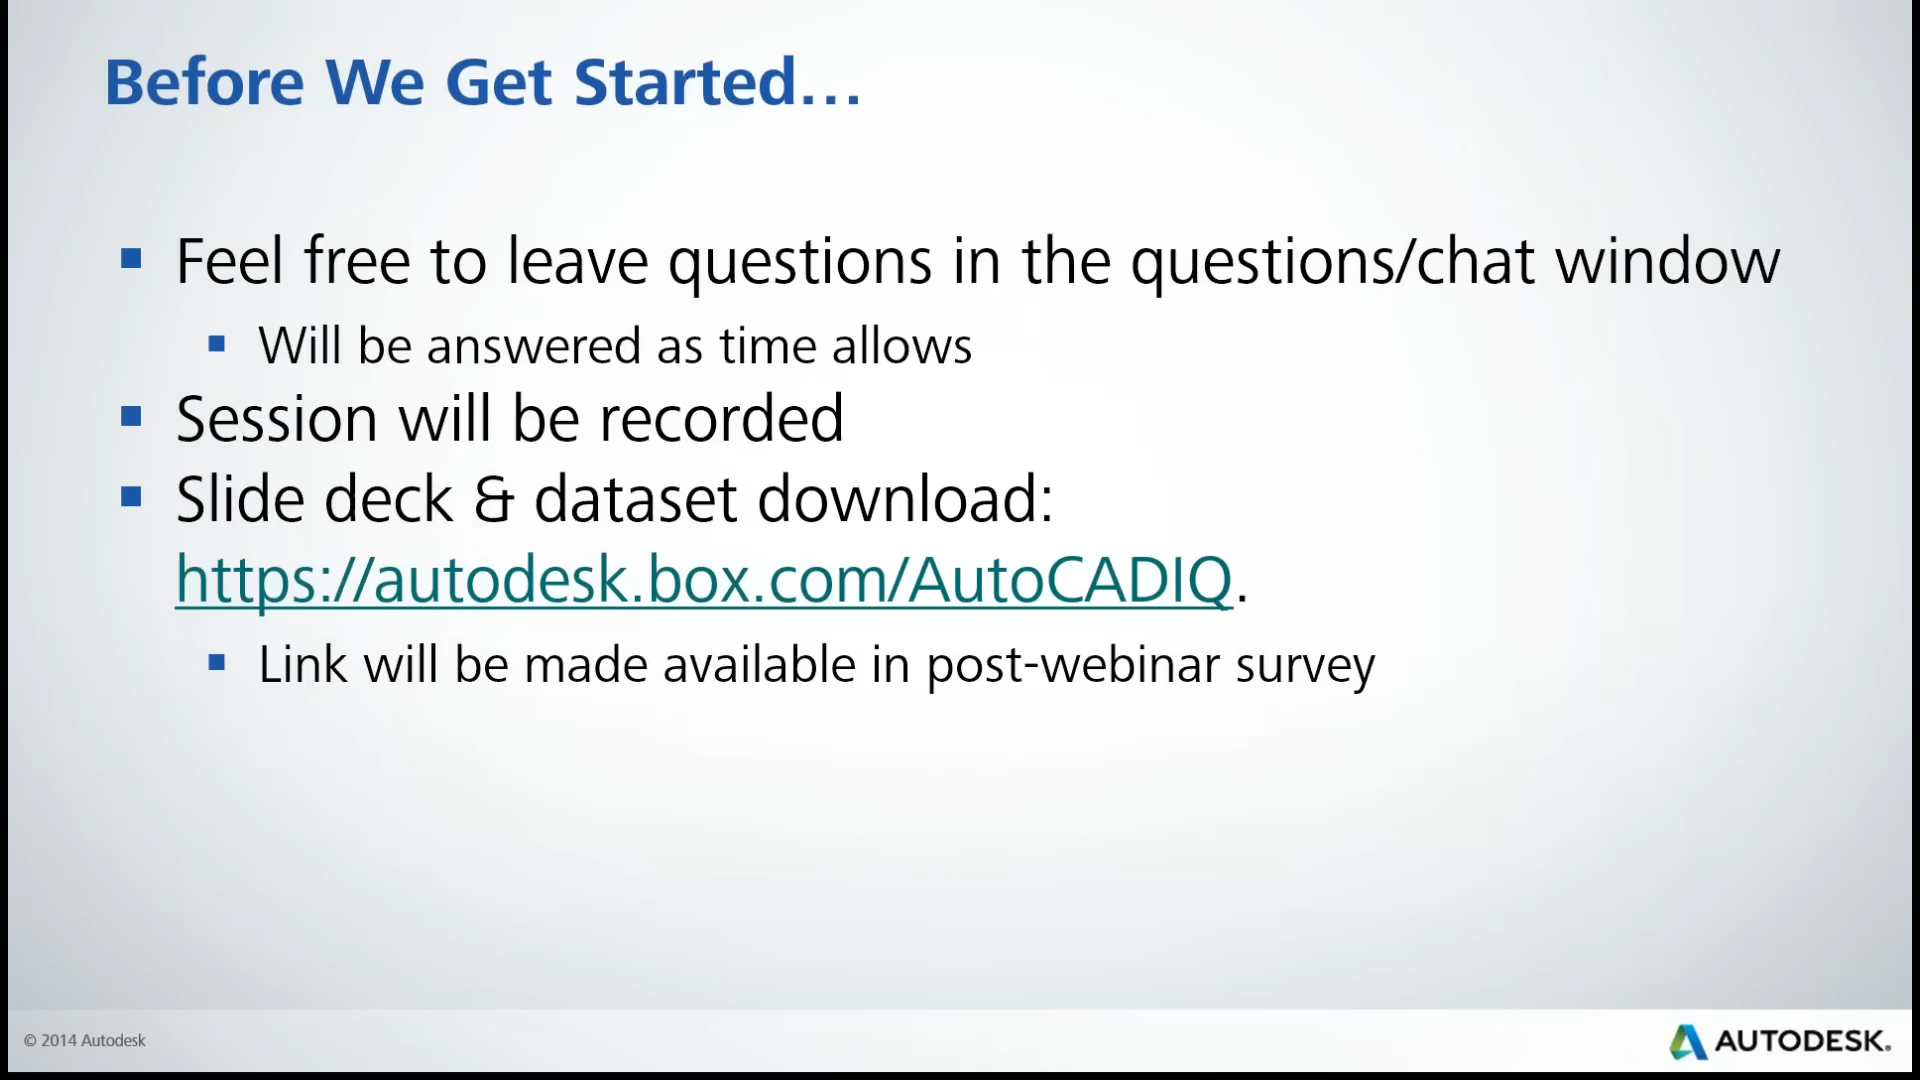 Before We Get Started…
Feel free to leave questions in the questions/chat window
Will be answered as time allows
Session will be recorded
Slide deck & dataset download:
https://autodesk.box.com/AutoCADIQ.
Link will be made available in post-webinar survey
© 2014 Autodesk
AUTODESK.